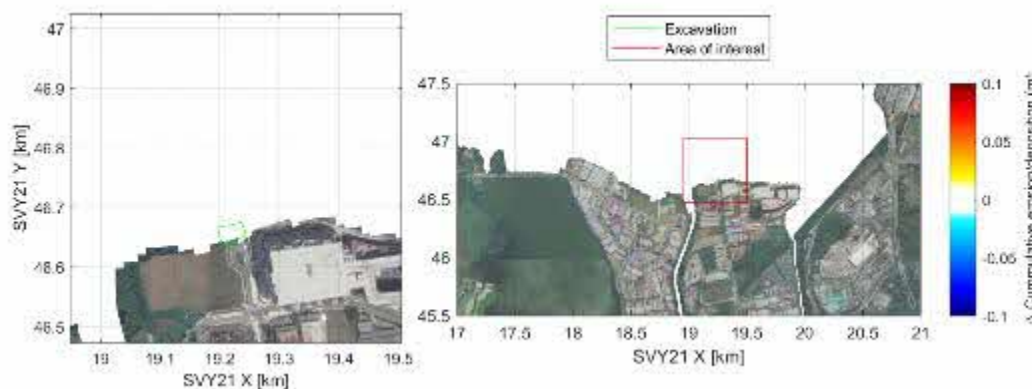 Excavation
Area of interest
47
46.9
46.8
46.7
46.6
46.5
SVY21 Y [km]
19 19.1 19.2 19.3 19.4 19.5
SVY21 X [km]
47.5
47
46.5
46
45.5
17 17.5 18 18.5 19 19.5 20 20.5 21
SVY21 X [km]
0.1
0.05
0
-0.05
-0.1
(m)